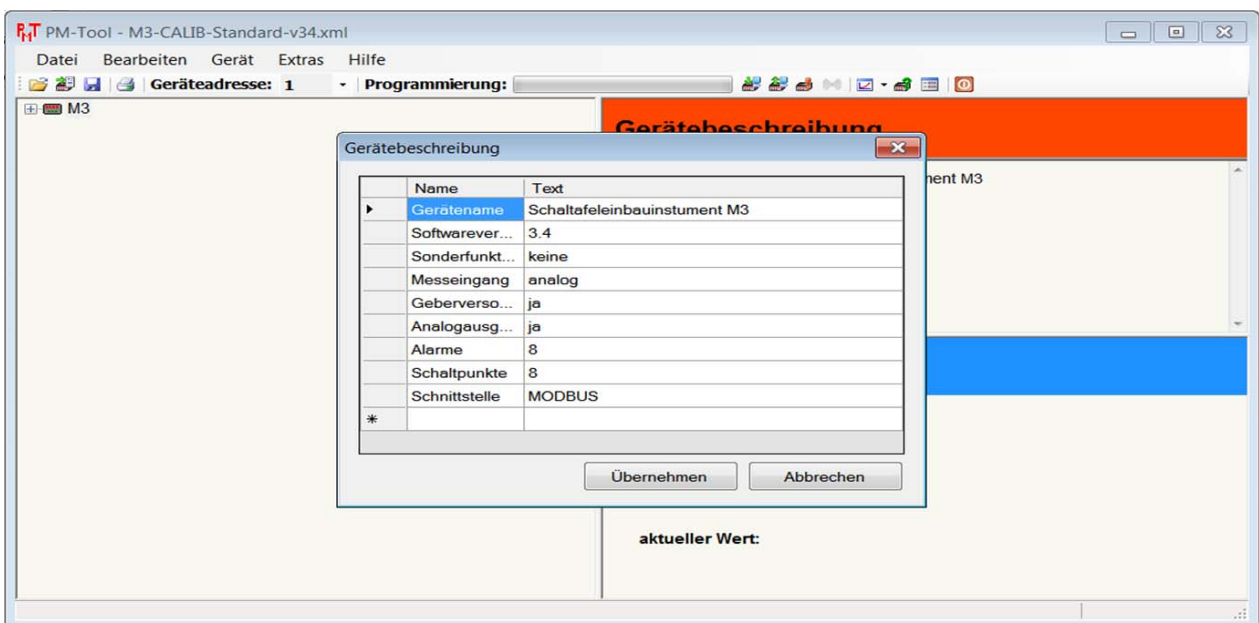 PMT PM-Tool - M3-CALIB-Standard-v34.xml
Datei Bearbeiten Gerät Extras Hilfe
Geräteadresse: 1 Programmierung:
M3
Gerätebeschreibung
ment M3
Gerätebeschreibung
Name Text
Gerätename Schaltafeleinbauinstument M3
Softwarever... 3.4
Sonderfunkt... keine
Messeingang analog
Geberverso... ja
Analogausg... ja
Alarme 8
Schaltpunkte 8
Schnittstelle MODBUS
*
Übernehmen Abbrechen
aktueller Wert: